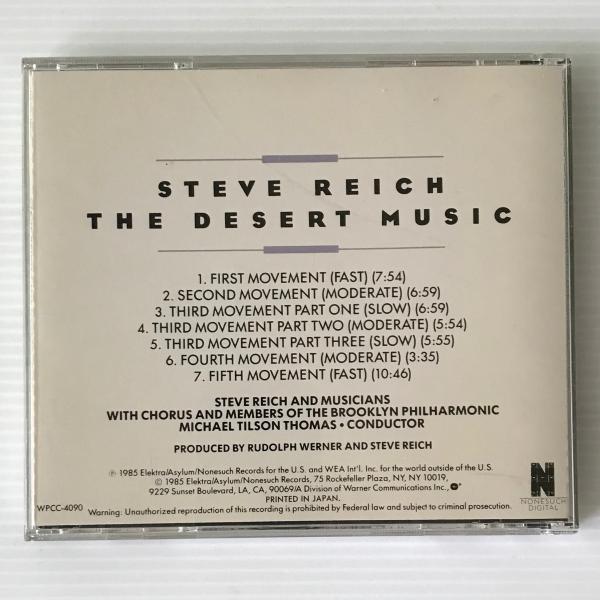 STEVE REICH
THE DESERT MUSIC
1. FIRST MOVEMENT (FAST) (7:54)
2. SECOND MOVEMENT (MODERATE) (6:59)
3. THIRD MOVEMENT PART ONE (SLOW) (6:59)
4. THIRD MOVEMENT PART TWO (MODERATE) (5:54)
5. THIRD MOVEMENT PART THREE (SLOW) (5:55)
6. FOURTH MOVEMENT (MODERATE) (3:35)
7. FIFTH MOVEMENT (FAST) (10:46)
STEVE REICH AND MUSICIANS
WITH CHORUS AND MEMBERS OF THE BROOKLYN PHILHARMONIC
MICHAEL TILSON THOMAS • CONDUCTOR
PRODUCED BY RUDOLPH WERNER AND STEVE REICH
℗ 1985 Elektra/Asylum/Nonesuch Records for the U.S. and WEA Int'l. Inc. for the world outside of the U.S.
© 1985 Elektra/Asylum/Nonesuch Records, 75 Rockefeller Plaza, NY, NY 10019,
9229 Sunset Boulevard, LA, CA, 90069/A Division of Warner Communications Inc.,
PRINTED IN JAPAN.
WPCC-4090
Warning: Unauthorized reproduction of this recording is prohibited by Federal law and subject to criminal prosecution.
N
NONESUCH
DIGITAL